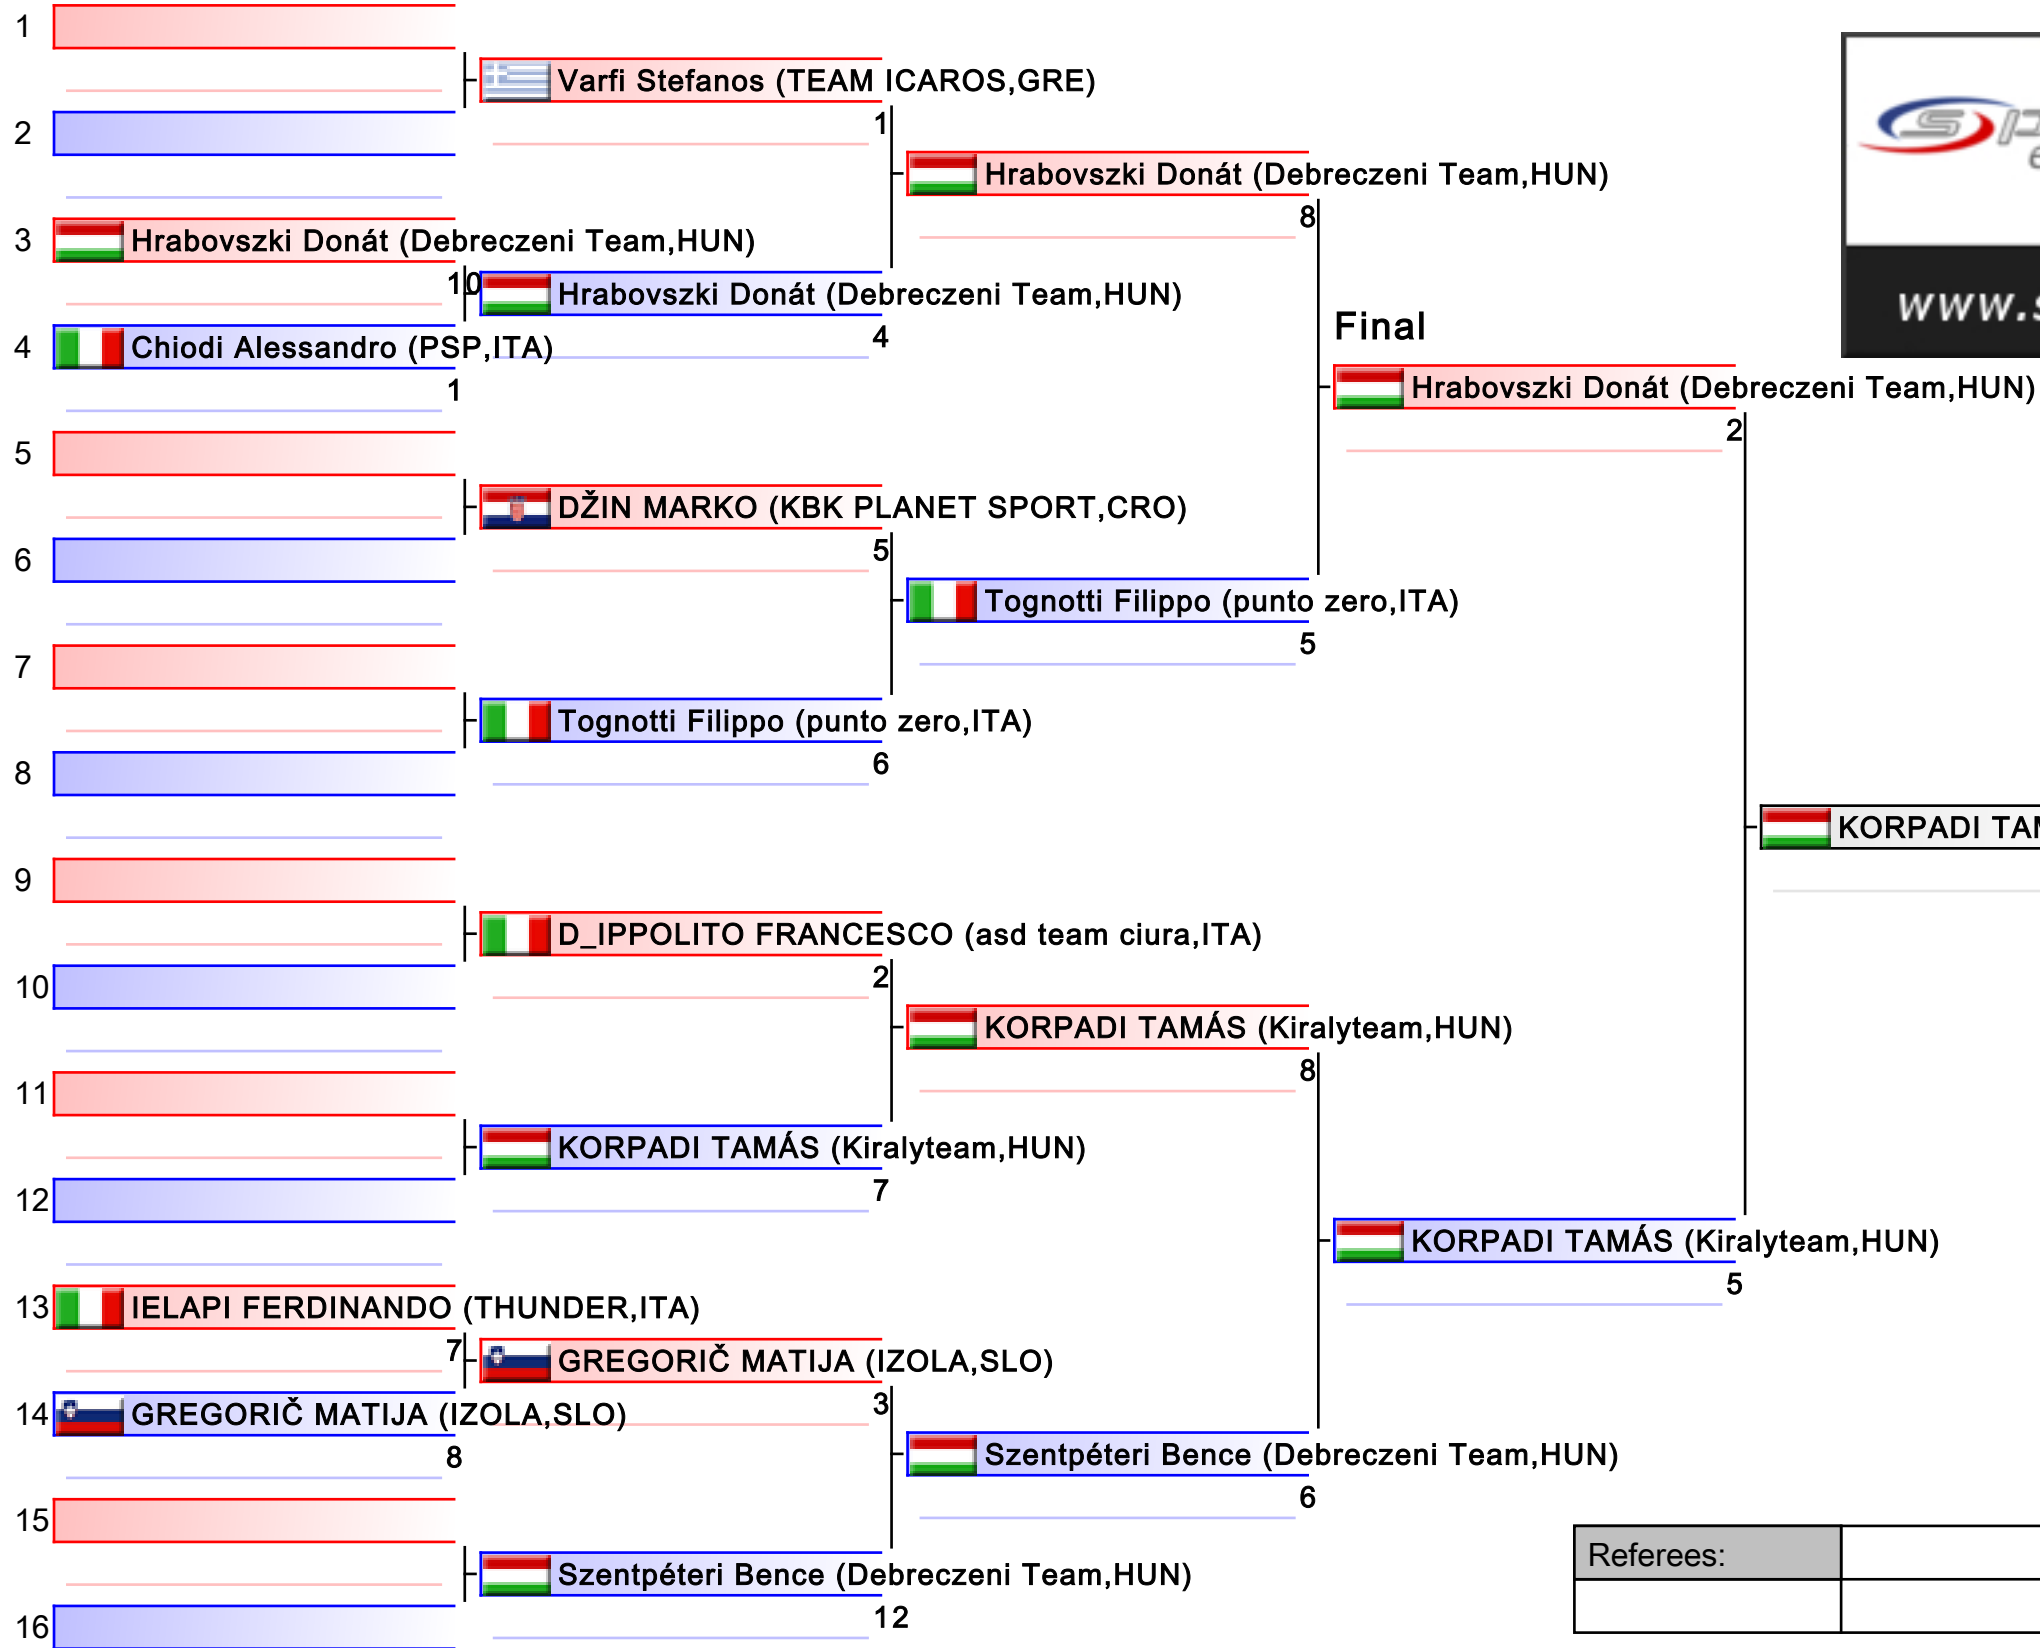 1
Varfi Stefanos (TEAM ICAROS,GRE)
1
2
Hrabovszki Donát (Debreczeni Team,HUN)
8
3
Hrabovszki Donát (Debreczeni Team,HUN)
10
Hrabovszki Donát (Debreczeni Team,HUN)
4
www.s
Final
4
Chiodi Alessandro (PSP,ITA)
1
Hrabovszki Donát (Debreczeni Team,HUN)
2
5
DŽIN MARKO (KBK PLANET SPORT,CRO)
5
6
Tognotti Filippo (punto zero,ITA)
5
7
Tognotti Filippo (punto zero,ITA)
6
8
KORPADI TAM
9
D_IPPOLITO FRANCESCO (asd team ciura,ITA)
2
10
KORPADI TAMÁS (Kiralyteam,HUN)
8
11
KORPADI TAMÁS (Kiralyteam,HUN)
7
12
KORPADI TAMÁS (Kiralyteam,HUN)
5
13
IELAPI FERDINANDO (THUNDER,ITA)
7
GREGORIČ MATIJA (IZOLA,SLO)
3
14
GREGORIČ MATIJA (IZOLA,SLO)
8
Szentpéteri Bence (Debreczeni Team,HUN)
6
15
Szentpéteri Bence (Debreczeni Team,HUN)
12
Referees:
16